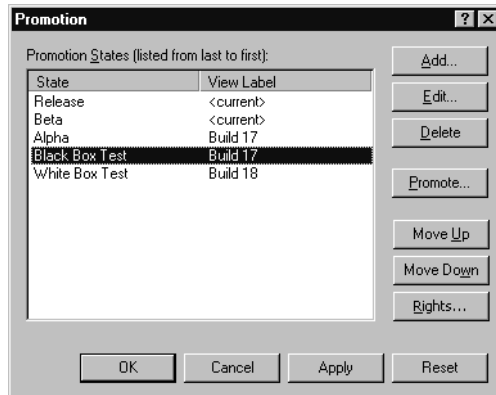 Promotion
Promotion States (listed from last to first):
State View Label
Release <current>
Beta <current>
Alpha Build 17
Black Box Test Build 17
White Box Test Build 18
Add...
Edit...
Delete
Promote...
Move Up
Move Down
Rights...
OK Cancel Apply Reset